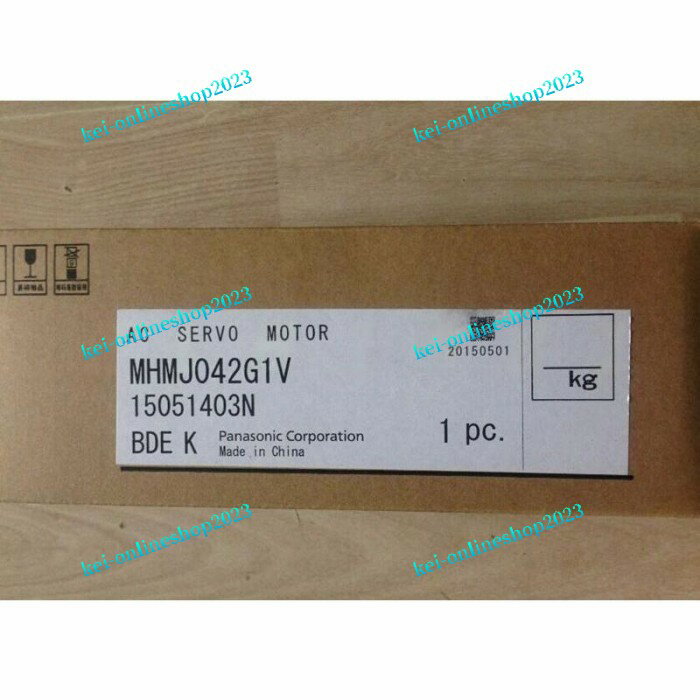 kei-onlineshop2023
kei-onlineshop2023
AC SERVO MOTOR
20150501
MHMJ042G1V
kg
15051403N
BDE K
Panasonic Corporation
Made in China
1 pc.
kei-onlineshop2023
kei-onlineshop2023
kei-onlineshop2023
kei-onlineshop2023